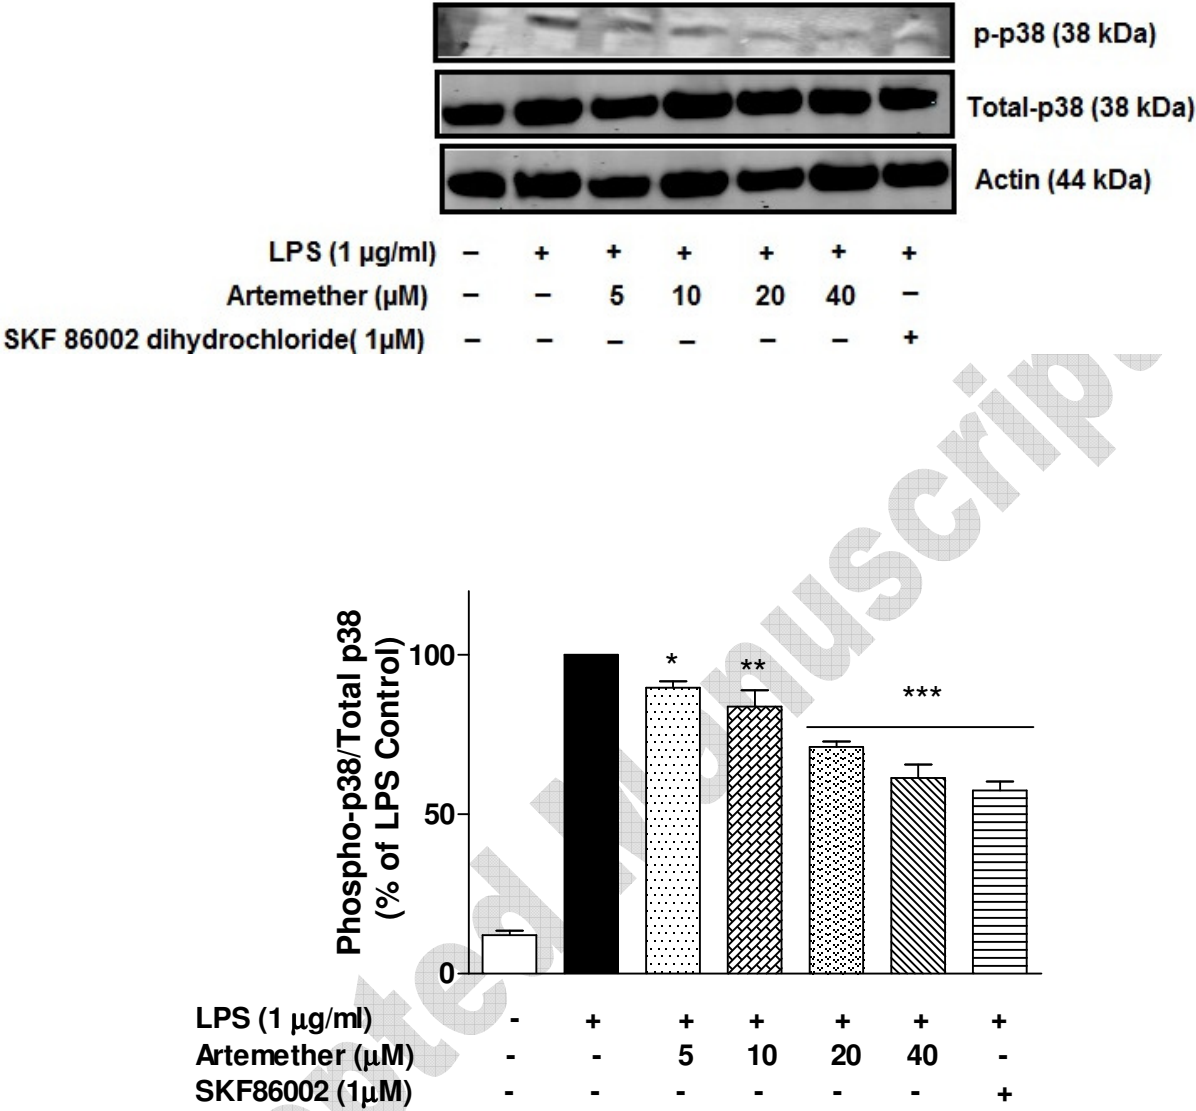 p-p38 (38 kDa)
Total-p38 (38 kDa)
Actin (44 kDa)
LPS (1 µg/ml) – + + + + + +
Artemether (µM) – – 5 10 20 40 –
SKF 86002 dihydrochloride( 1µM) – – – – – – +
Phospho-p38/Total p38
(% of LPS Control)
100
50
0
* ** ***
LPS (1 µg/ml) - + + + + + +
Artemether (µM) - - 5 10 20 40 -
SKF86002 (1µM) - - - - - - +
pted Manuscript